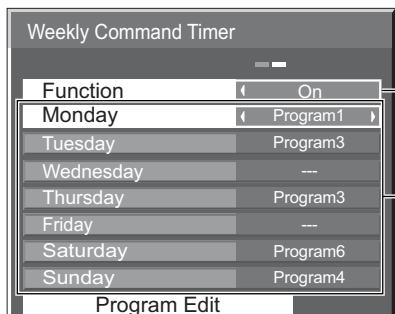 Weekly Command Timer
Function On
Monday Program1
Tuesday Program3
Wednesday ---
Thursday Program3
Friday ---
Saturday Program6
Sunday Program4
Program Edit